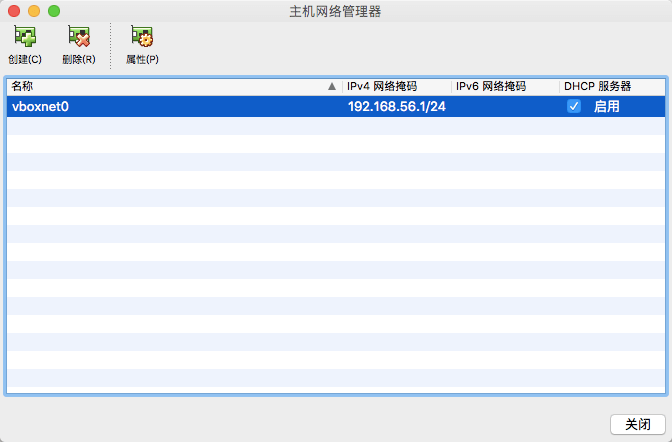 主机网络管理器
创建(C) 删除(R) 属性(P)
名称 IPv4 网络掩码 IPv6 网络掩码 DHCP 服务器
vboxnet0 192.168.56.1/24 启用
关闭